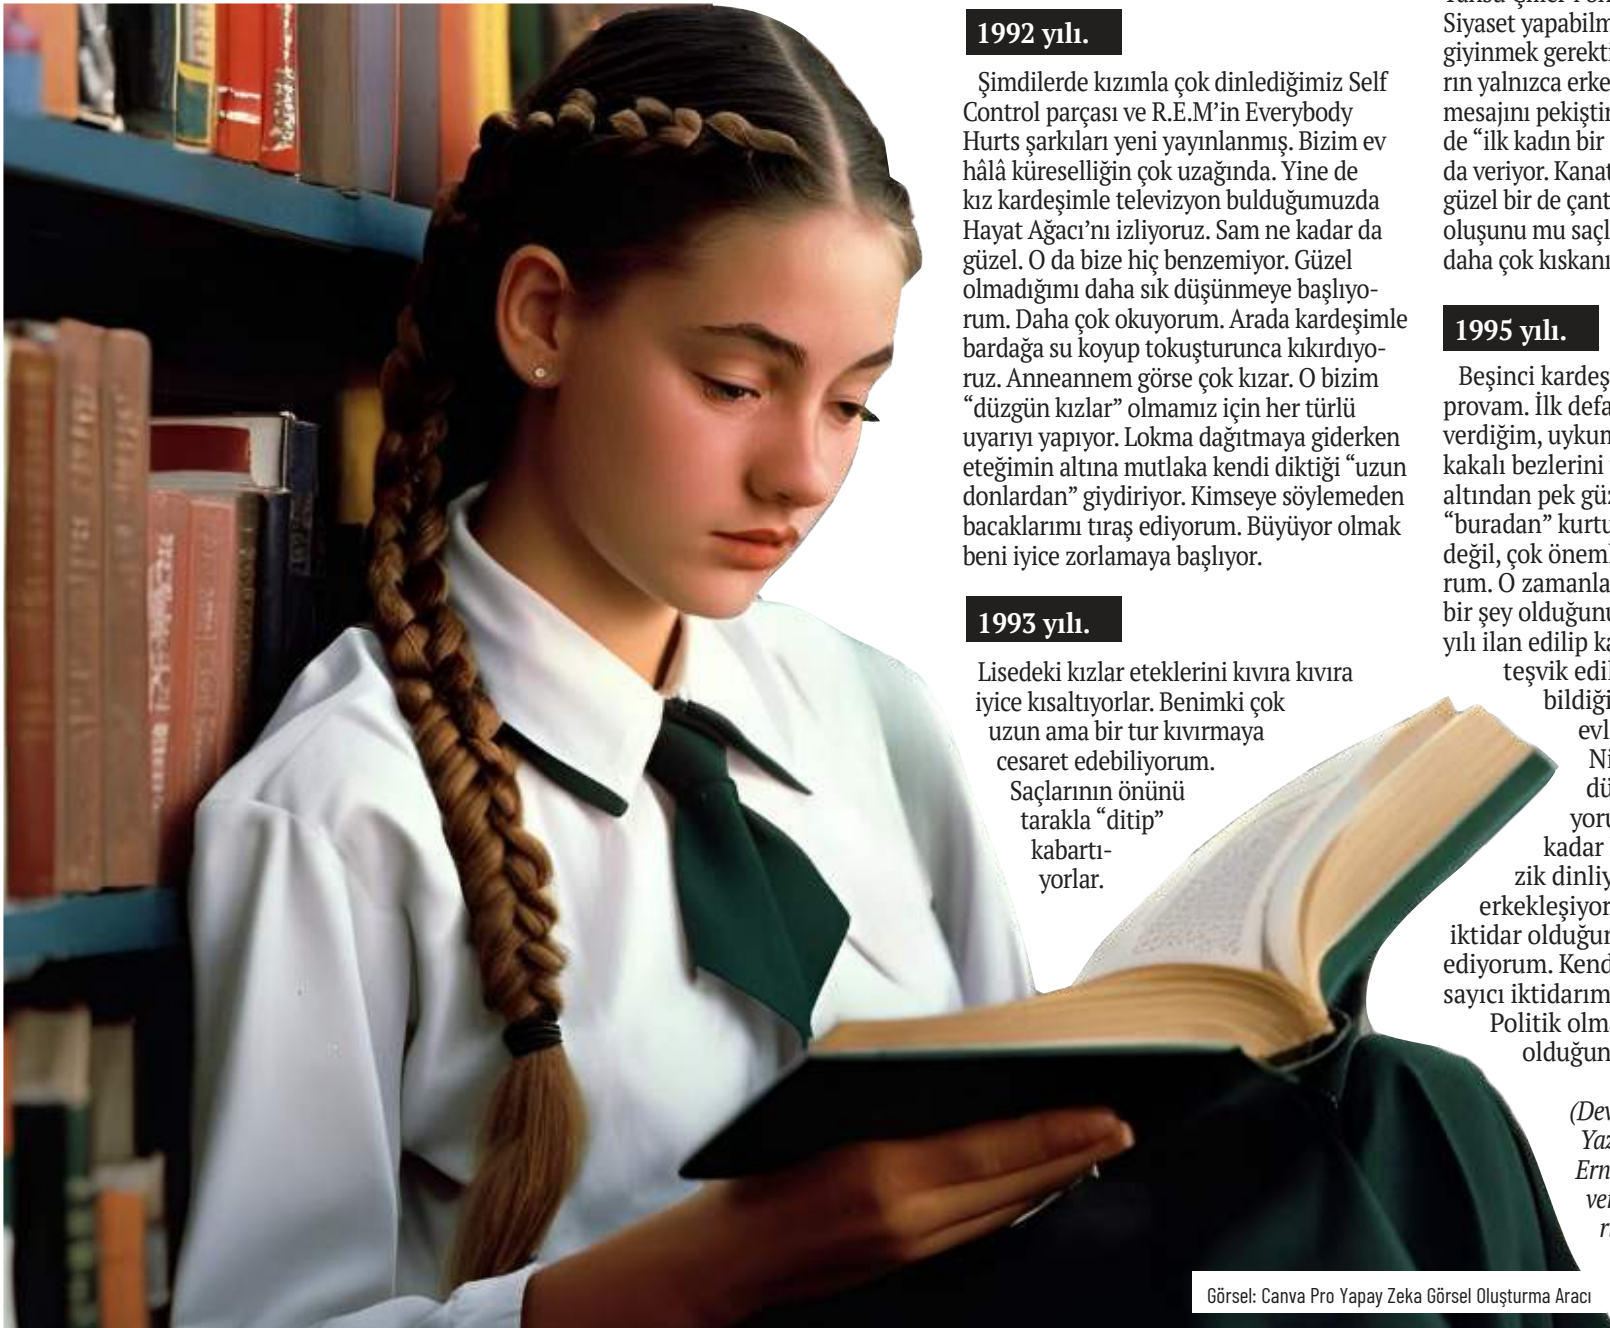 1992 yılı.
Şimdilerde kızımla çok dinlediğimiz Self
Control parçası ve R.E.M’in Everybody
Hurts şarkıları yeni yayınlanmış. Bizim ev
hâlâ küreselliğin çok uzağında. Yine de
kız kardeşimle televizyon bulduğumuzda
Hayat Ağacı’nı izliyoruz. Sam ne kadar da
güzel. O da bize hiç benzemiyor. Güzel
olmadığımı daha sık düşünmeye başlıyo-
rum. Daha çok okuyorum. Arada kardeşimle
bardağa su koyup tokuşturunca kıkırdıyo-
ruz. Anneannem görse çok kızar. O bizim
“düzgün kızlar” olmamız için her türlü
uyarıyı yapıyor. Lokma dağıtmaya giderken
eteğimin altına mutlaka kendi diktiği “uzun
donlardan” giydiriyor. Kimseye söylemeden
bacaklarımı tıraş ediyorum. Büyüyor olmak
beni iyice zorlamaya başlıyor.
1993 yılı.
Lisedeki kızlar eteklerini kıvıra kıvıra
iyice kısaltıyorlar. Benimki çok
uzun ama bir tur kıvırmaya
cesaret edebiliyorum.
Saçlarının önünü
tarakla “ditip”
kabartı-
yorlar.
Siyaset yapabilm
giyinmek gerekti
rın yalnızca erke
mesajını pekiştir
de “ilk kadın bir
da veriyor. Kanat
güzel bir de çant
oluşunu mu saçl
daha çok kıskanı
1995 yılı.
Beşinci kardeş
provam. İlk defa
verdiğim, uykun
kakalı bezlerini
altından pek güz
“buradan” kurtu
değil, çok öneml
rum. O zamanla
bir şey olduğunu
yılı ilan edilip ka
teşvik edil
bildiği
evl
Ni
dü
yoru
kadar
zik dinliy
erkekleşiyor
iktidar olduğun
ediyorum. Kend
sayıcı iktidarım
Politik olm
olduğun
(Dev
Yaz
Ern
ve
r
Görsel: Canva Pro Yapay Zeka Görsel Oluşturma Aracı